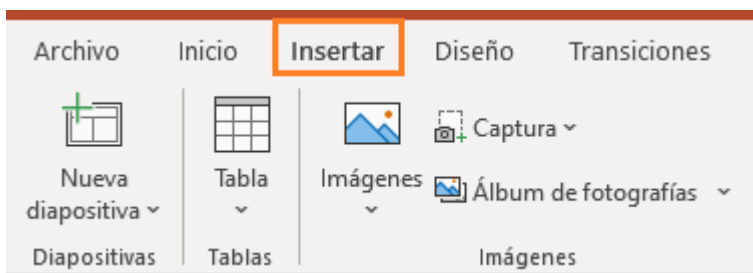 Archivo Inicio Insertar Diseño Transiciones
Nueva diapositiva
Tabla
Imágenes
Captura
Álbum de fotografías
Diapositivas Tablas Imágenes